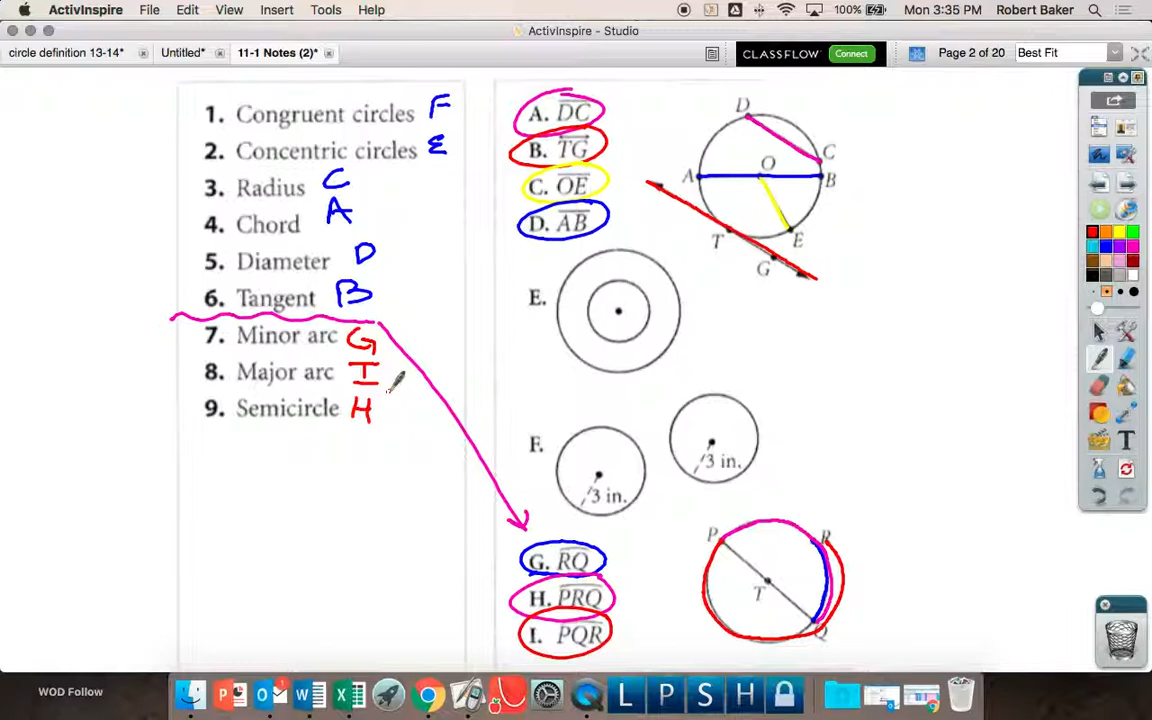 ActivInspire File Edit View Insert Tools Help 100% Mon 3:35 PM Robert Baker
ActivInspire - Studio
circle definition 13-14* Untitled* 11-1 Notes (2)* CLASSFLOW Connect Page 2 of 20 Best Fit
1. Congruent circles F
2. Concentric circles E
3. Radius C
4. Chord A
5. Diameter D
6. Tangent B
7. Minor arc G
8. Major arc I
9. Semicircle H
A. DC
B. TG
C. OE
D. AB
D
C
O
A B
T E
G
E.
F.
3 in. 3 in.
G. RQ
H. PRQ
I. PQR
P R
T
Q
T
WOD Follow
L P S H